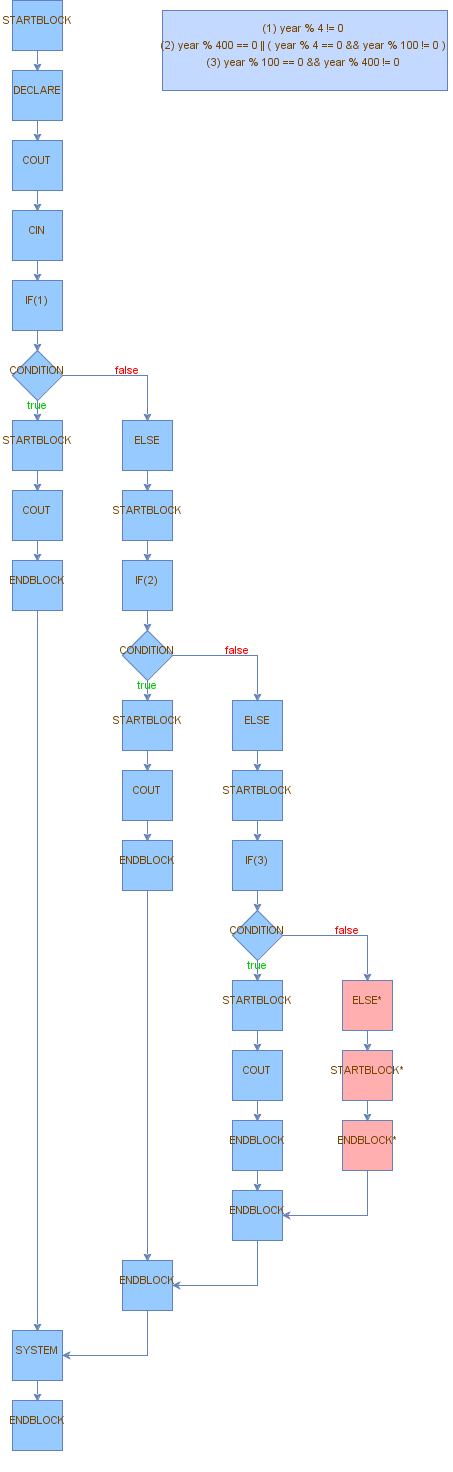 STARTBLOCK
(1) year % 4 != 0
(2) year % 400 == 0 || ( year % 4 == 0 && year % 100 != 0 )
(3) year % 100 == 0 && year % 400 != 0
DECLARE
COUT
CIN
IF(1)
CONDITION
false
true
STARTBLOCK
ELSE
COUT
STARTBLOCK
ENDBLOCK
IF(2)
CONDITION
false
true
STARTBLOCK
ELSE
COUT
STARTBLOCK
ENDBLOCK
IF(3)
CONDITION
false
true
STARTBLOCK
ELSE*
COUT
STARTBLOCK*
ENDBLOCK
ENDBLOCK*
ENDBLOCK
ENDBLOCK
SYSTEM
ENDBLOCK